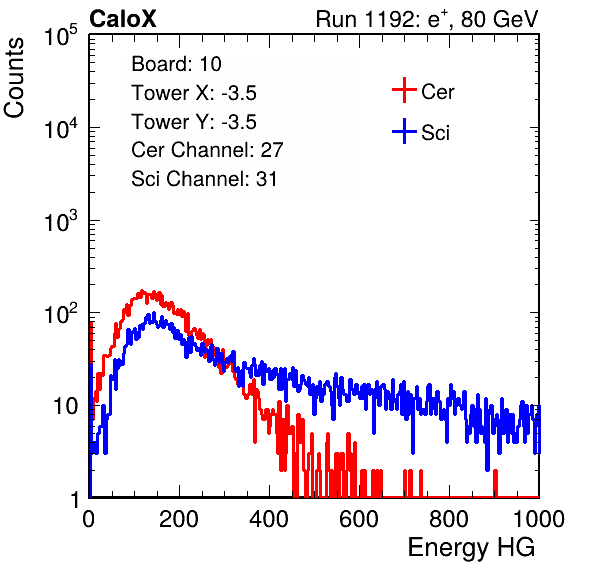 CaloX Run 1192: e⁺, 80 GeV
Counts
10⁵
10⁴
10³
10²
10
1
Board: 10
Tower X: -3.5
Tower Y: -3.5
Cer Channel: 27
Sci Channel: 31
Cer
Sci
0 200 400 600 800 1000
Energy HG